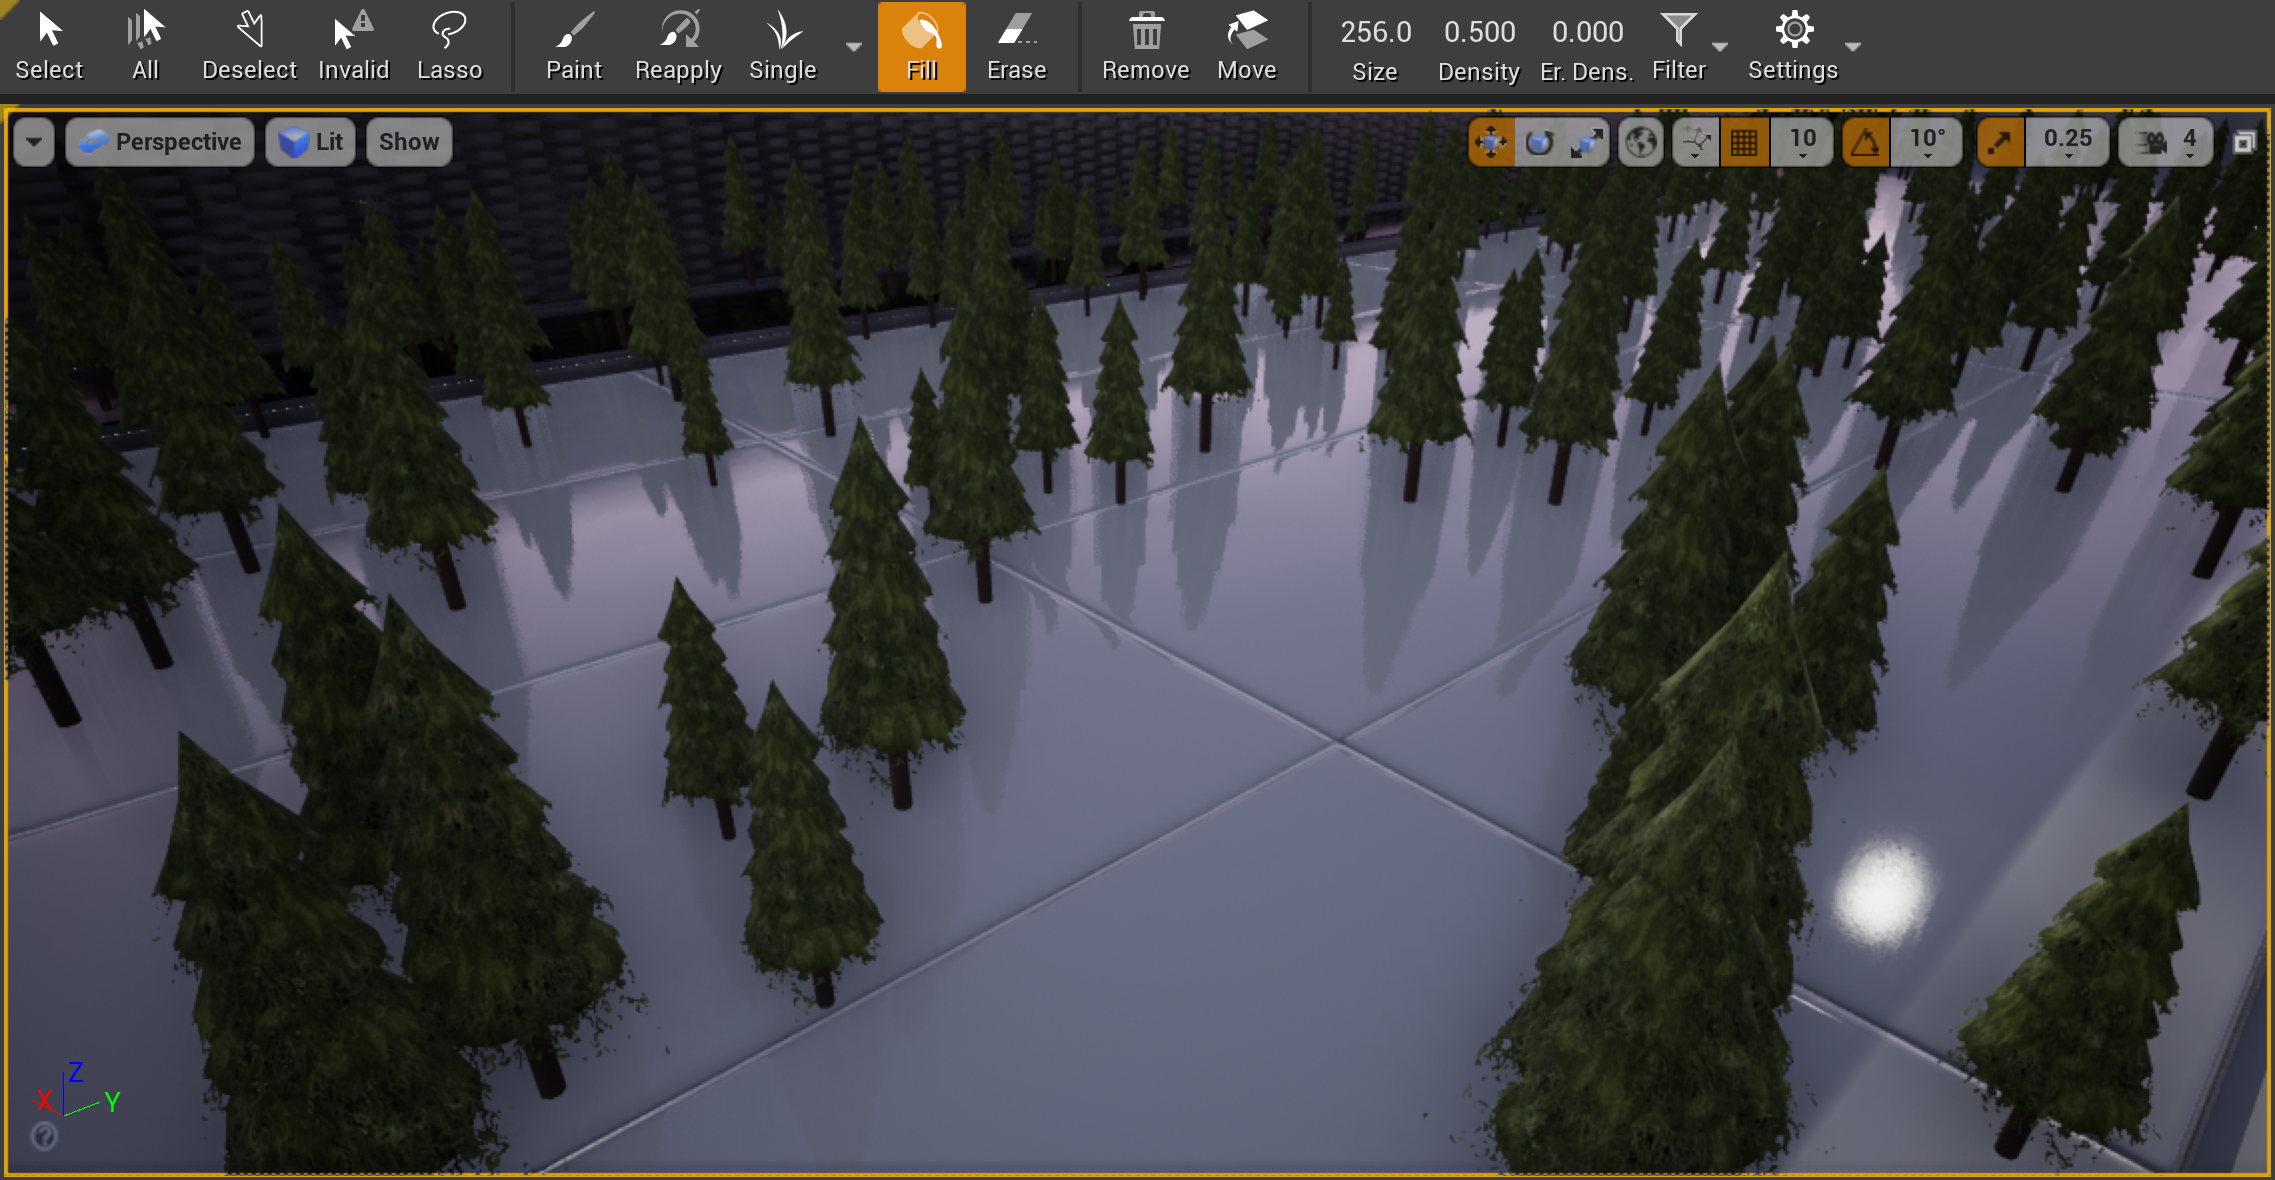 Select All Deselect Invalid Lasso Paint Reapply Single Fill Erase Remove Move 256.0 Size 0.500 Density 0.000 Er. Dens. Filter Settings
Perspective Lit Show 10 10° 0.25 4
Z
X Y
?